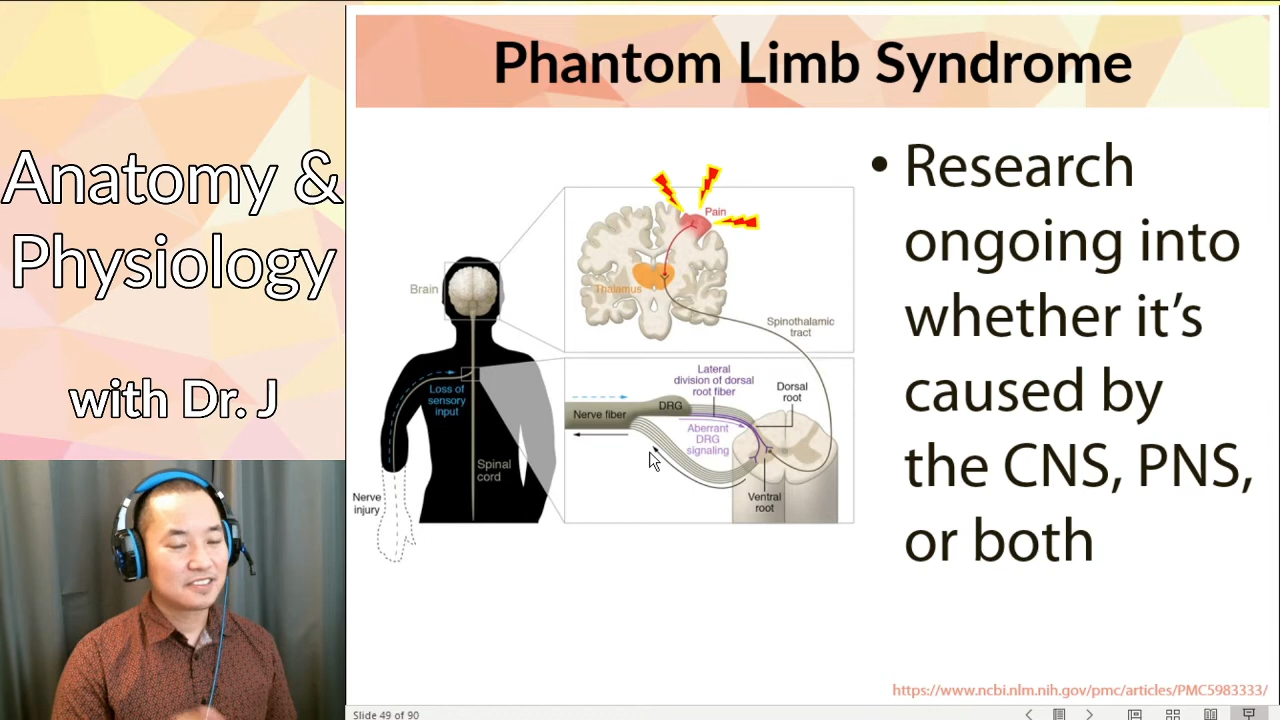 Anatomy &
Physiology
with Dr. J
Phantom Limb Syndrome
Pain
Brain
Thalamus
Spinothalamic
tract
Loss of
sensory
input
Lateral
division of dorsal
root fiber
Dorsal
root
DRG
Nerve fiber
Aberrant
DRG
signaling
Spinal
cord
Nerve
injury
Ventral
root
• Research
ongoing into
whether it’s
caused by
the CNS, PNS,
or both
https://www.ncbi.nlm.nih.gov/pmc/articles/PMC5983333/
Slide 49 of 90